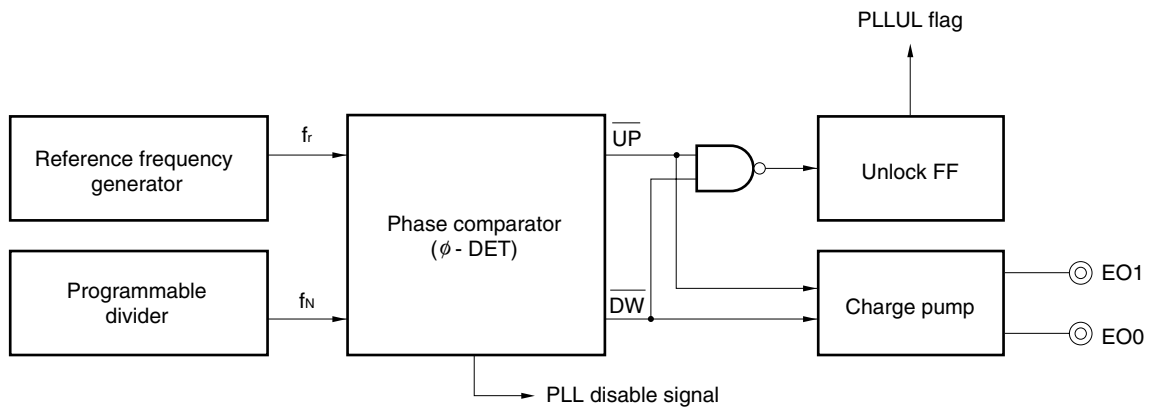 PLLUL flag
Reference frequency
generator
fr
Phase comparator
(ϕ - DET)
UP
Unlock FF
Programmable
divider
fN
DW
Charge pump
EO1
EO0
PLL disable signal